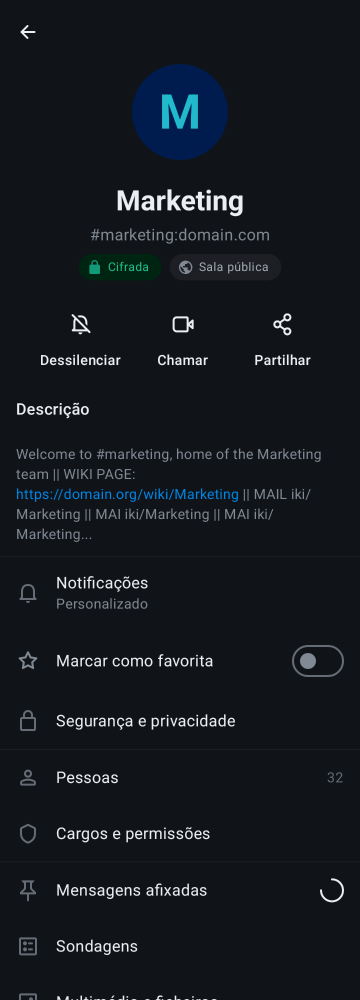 M
Marketing
#marketing:domain.com
Cifrada
Sala pública
Dessilenciar
Chamar
Partilhar
Descrição
Welcome to #marketing, home of the Marketing
team || WIKI PAGE:
https://domain.org/wiki/Marketing || MAIL iki/
Marketing || MAI iki/Marketing || MAI iki/
Marketing...
Notificações
Personalizado
Marcar como favorita
Segurança e privacidade
Pessoas
32
Cargos e permissões
Mensagens afixadas
Sondagens
Multimédia e ficheiros